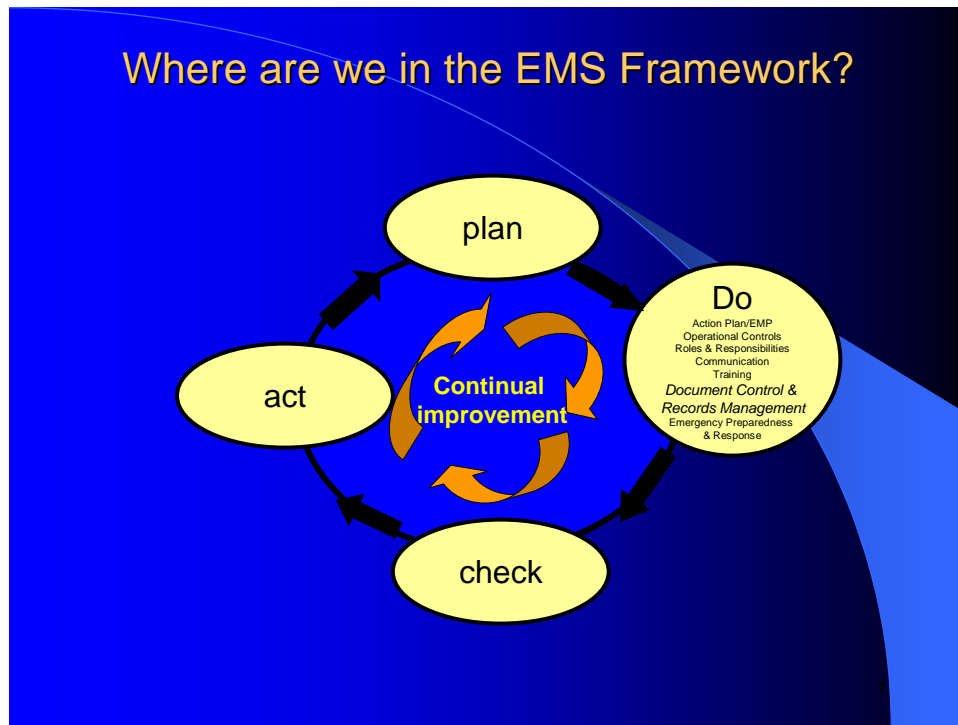 Where are we in the EMS Framework?
plan
Do
Action Plan/EMP
Operational Controls
Roles & Responsibilities
Communication
Training
Document Control &
Records Management
Emergency Preparedness
& Response
Continual
improvement
act
check